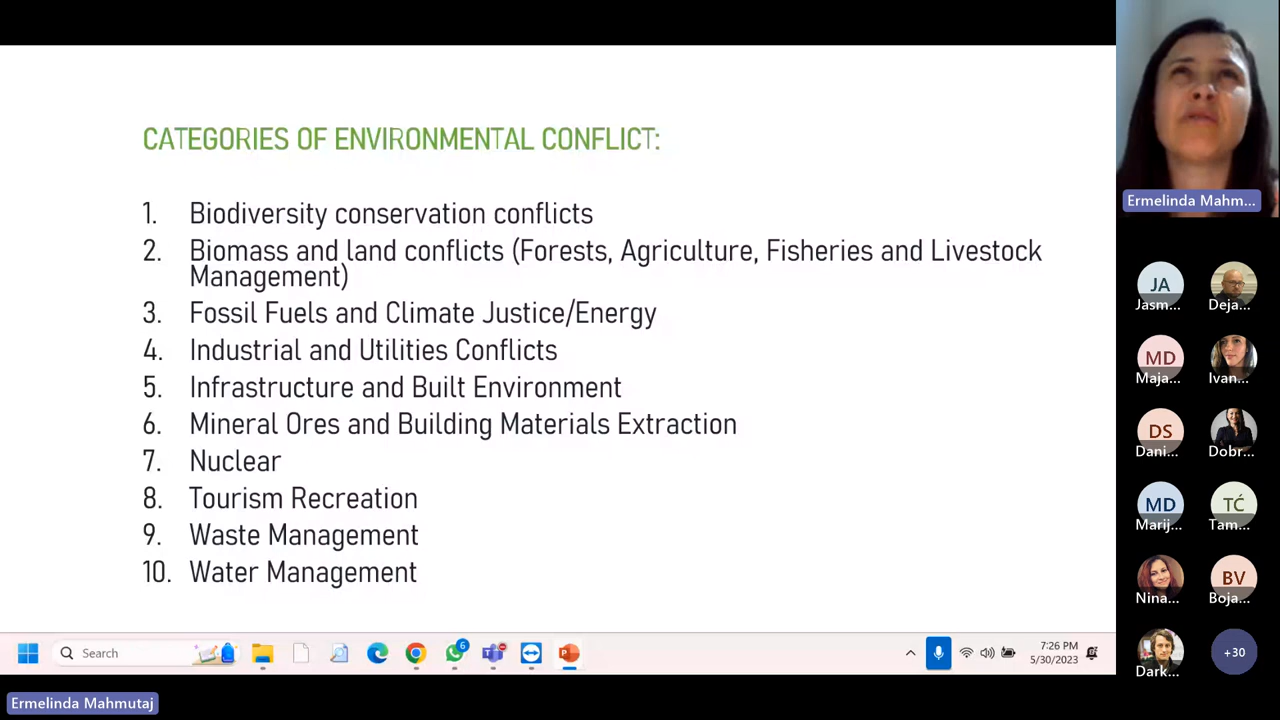 CATEGORIES OF ENVIRONMENTAL CONFLICT:
1. Biodiversity conservation conflicts
2. Biomass and land conflicts (Forests, Agriculture, Fisheries and Livestock
Management)
3. Fossil Fuels and Climate Justice/Energy
4. Industrial and Utilities Conflicts
5. Infrastructure and Built Environment
6. Mineral Ores and Building Materials Extraction
7. Nuclear
8. Tourism Recreation
9. Waste Management
10. Water Management
Ermelinda Mahm...
JA
Jasm...
Deja...
MD
Maja...
Ivan...
DS
Dani...
Dobr...
MD
Marij...
TĆ
Tam...
Nina...
BV
Boja...
Dark...
+30
Search
6
7:26 PM
5/30/2023
Ermelinda Mahmutaj